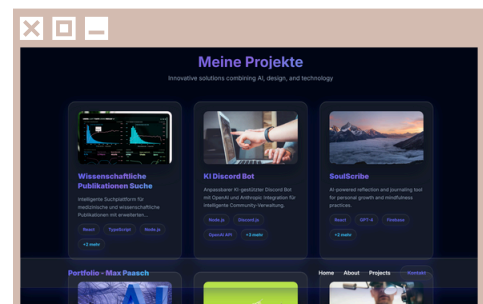 Meine Projekte
Innovative solutions combining AI, design, and technology
Wissenschaftliche
Publikationen Suche
Intelligente Suchplattform für
medizinische und wissenschaftliche
Publikationen mit erweiterten...
React TypeScript Node.js
+2 mehr
KI Discord Bot
Anpassbarer KI-gestützter Discord Bot
mit OpenAI und Anthropic Integration für
intelligente Community-Verwaltung.
Node.js Discord.js
OpenAI API +3 mehr
SoulScribe
AI-powered reflection and journaling tool
for personal growth and mindfulness
practices.
React GPT-4 Firebase
+2 mehr
Portfolio - Max Paasch
Home About Projects Kontakt
AI